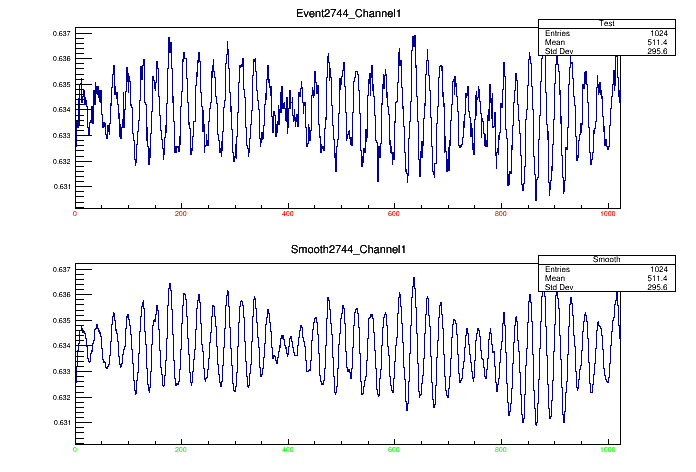 Event2744_Channel1
Test
Entries 1024
Mean 511.4
Std Dev 295.6
0.637
0.636
0.635
0.634
0.633
0.632
0.631
0 200 400 600 800 1000
Smooth2744_Channel1
Smooth
Entries 1024
Mean 511.4
Std Dev 295.6
0.637
0.636
0.635
0.634
0.633
0.632
0.631
0 200 400 600 800 1000